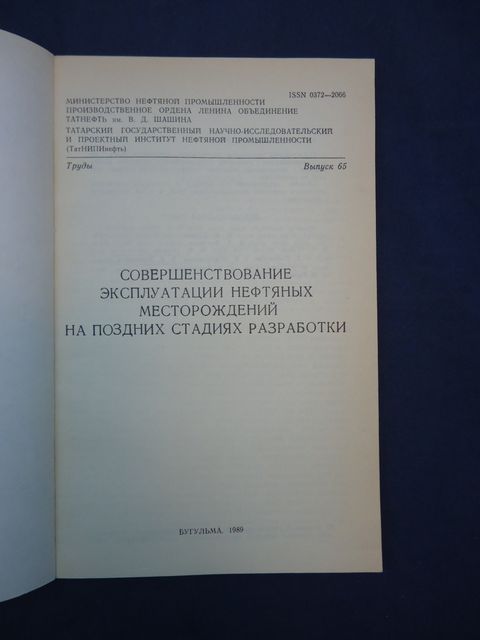 ISSN 0372—2066
МИНИСТЕРСТВО НЕФТЯНОЙ ПРОМЫШЛЕННОСТИ
ПРОИЗВОДСТВЕННОЕ ОРДЕНА ЛЕНИНА ОБЪЕДИНЕНИЕ
ТАТНЕФТЬ им. В. Д. ШАШИНА
ТАТАРСКИЙ ГОСУДАРСТВЕННЫЙ НАУЧНО-ИССЛЕДОВАТЕЛЬСКИЙ
И ПРОЕКТНЫЙ ИНСТИТУТ НЕФТЯНОЙ ПРОМЫШЛЕННОСТИ
(ТатНИПИнефть)
Труды Выпуск 65
СОВЕРШЕНСТВОВАНИЕ
ЭКСПЛУАТАЦИИ НЕФТЯНЫХ
МЕСТОРОЖДЕНИЙ
НА ПОЗДНИХ СТАДИЯХ РАЗРАБОТКИ
БУГУЛЬМА, 1989